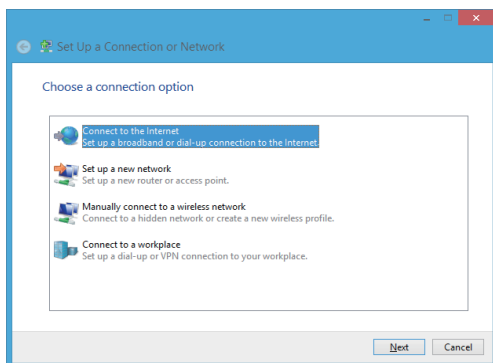 Set Up a Connection or Network
Choose a connection option
Connect to the Internet
Set up a broadband or dial-up connection to the Internet.
Set up a new network
Set up a new router or access point.
Manually connect to a wireless network
Connect to a hidden network or create a new wireless profile.
Connect to a workplace
Set up a dial-up or VPN connection to your workplace.
Next Cancel